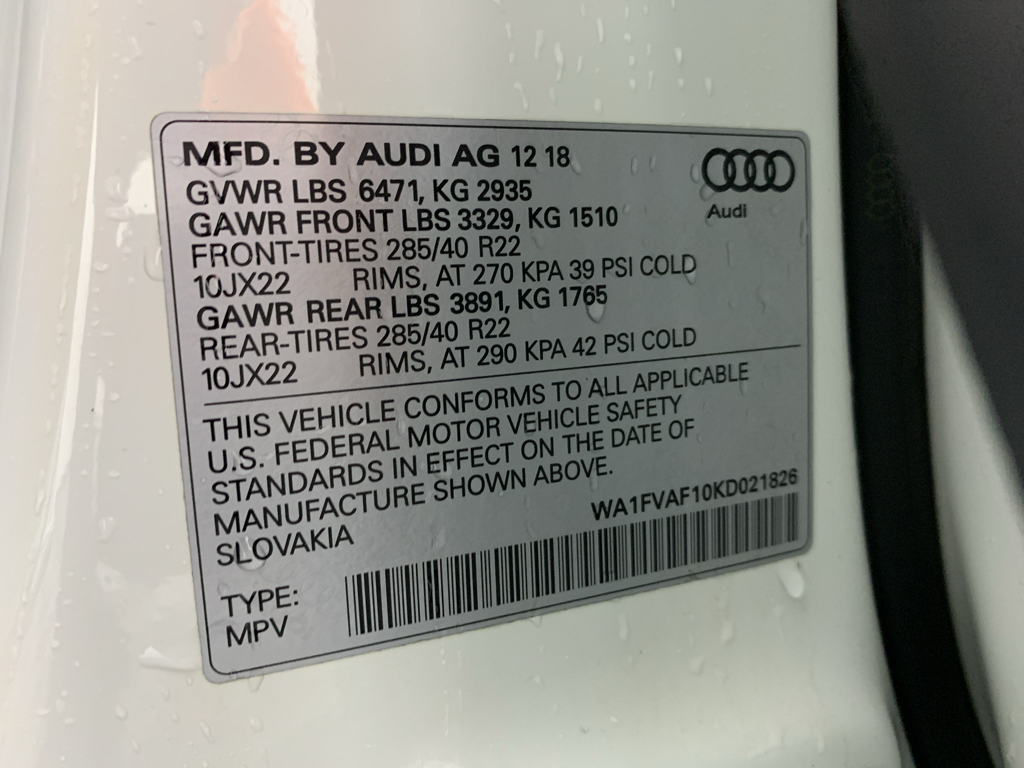 MFD. BY AUDI AG 12 18
GVWR LBS 6471, KG 2935
GAWR FRONT LBS 3329, KG 1510
FRONT-TIRES 285/40 R22
10JX22 RIMS, AT 270 KPA 39 PSI COLD
GAWR REAR LBS 3891, KG 1765
REAR-TIRES 285/40 R22
10JX22 RIMS, AT 290 KPA 42 PSI COLD
Audi
THIS VEHICLE CONFORMS TO ALL APPLICABLE
U.S. FEDERAL MOTOR VEHICLE SAFETY
STANDARDS IN EFFECT ON THE DATE OF
MANUFACTURE SHOWN ABOVE.
SLOVAKIA
WA1FVAF10KD021826
TYPE:
MPV